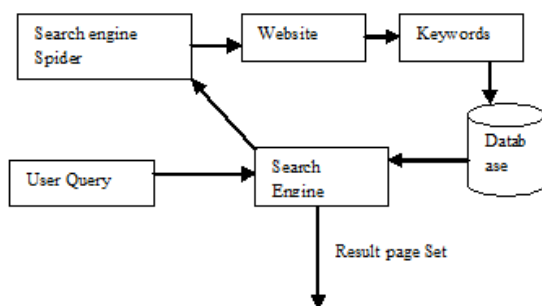 Search engine
Spider
Website
Keywords
Datab
ase
User Query
Search
Engine
Result page Set